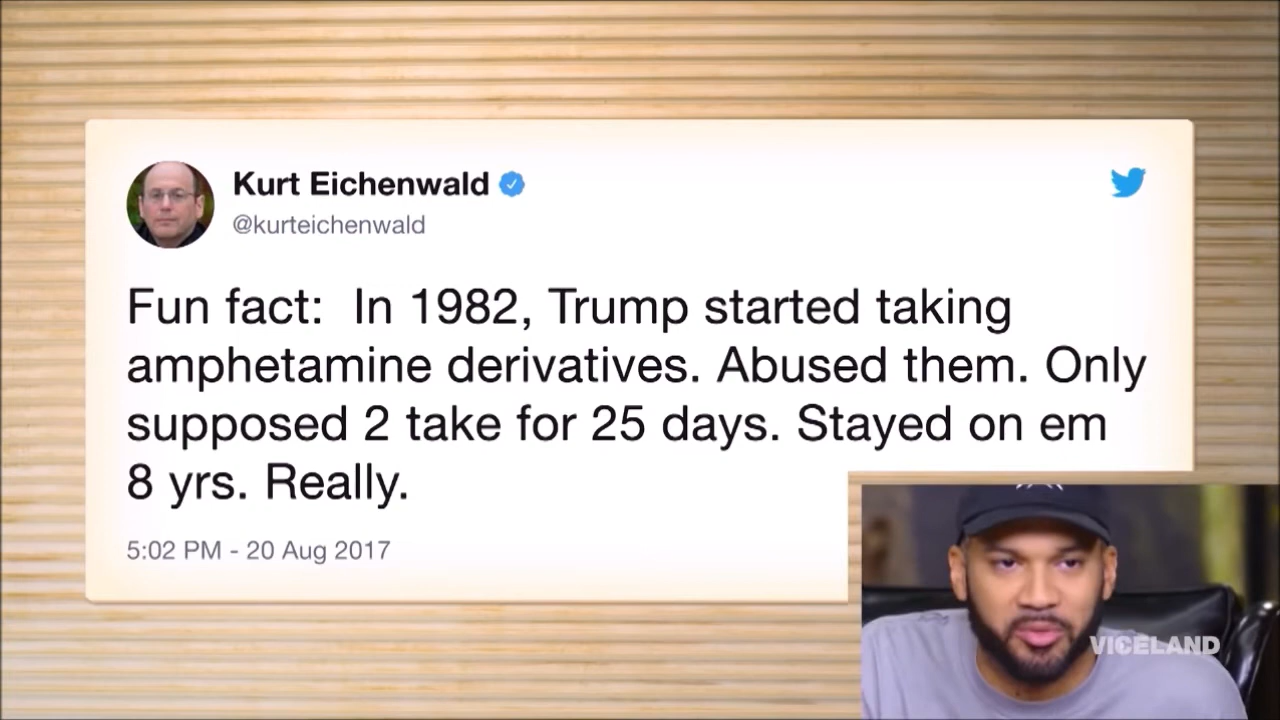 Kurt Eichenwald
@kurteichenwald
Fun fact:  In 1982, Trump started taking
amphetamine derivatives. Abused them. Only
supposed 2 take for 25 days. Stayed on em
8 yrs. Really.
5:02 PM - 20 Aug 2017
VICELAND